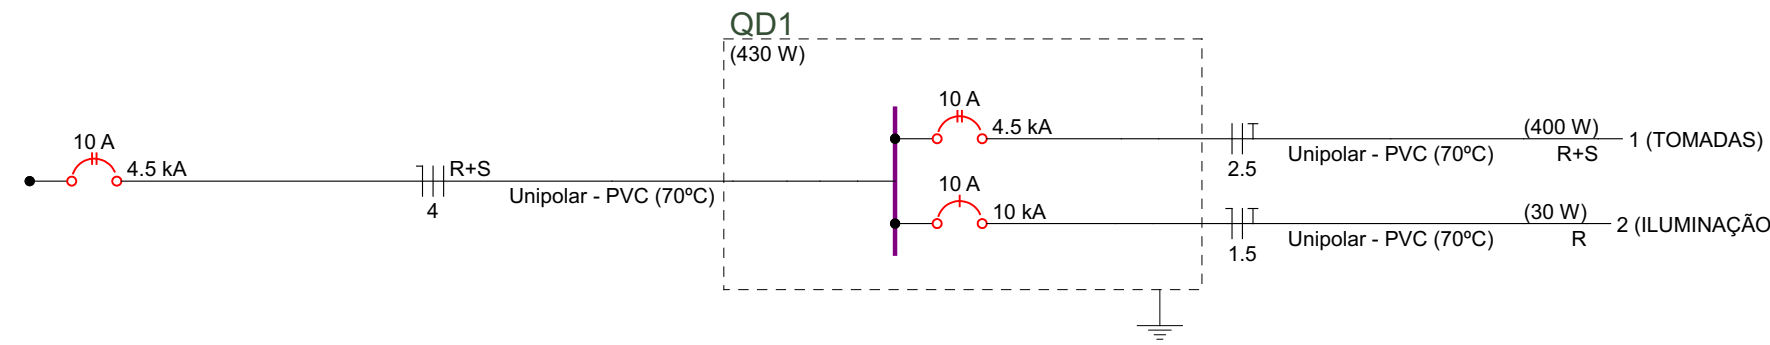 QD1
(430 W)
10 A
4.5 kA
R+S
4
Unipolar - PVC (70ºC)
10 A
4.5 kA
2.5
Unipolar - PVC (70ºC)
(400 W)
R+S
1 (TOMADAS)
10 A
10 kA
1.5
Unipolar - PVC (70ºC)
(30 W)
R
2 (ILUMINAÇÃO